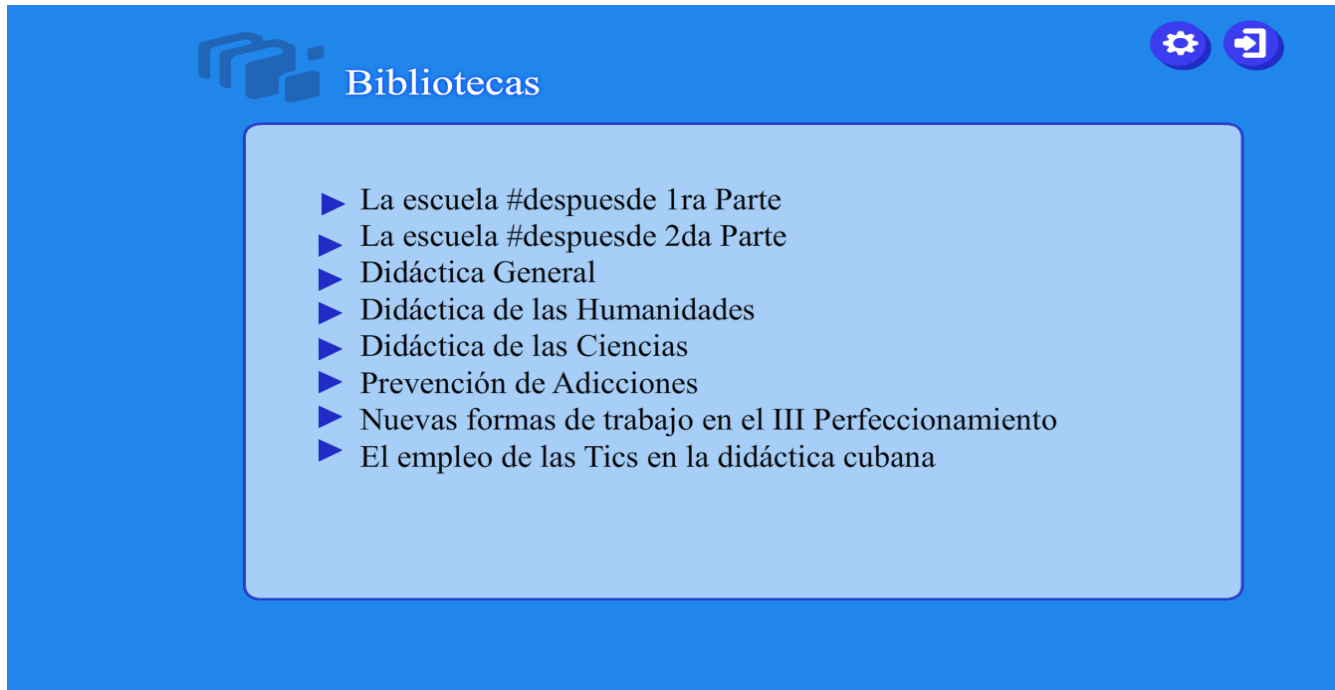 Bibliotecas
La escuela #despuesde 1ra Parte
La escuela #despuesde 2da Parte
Didáctica General
Didáctica de las Humanidades
Didáctica de las Ciencias
Prevención de Adicciones
Nuevas formas de trabajo en el III Perfeccionamiento
El empleo de las Tics en la didáctica cubana